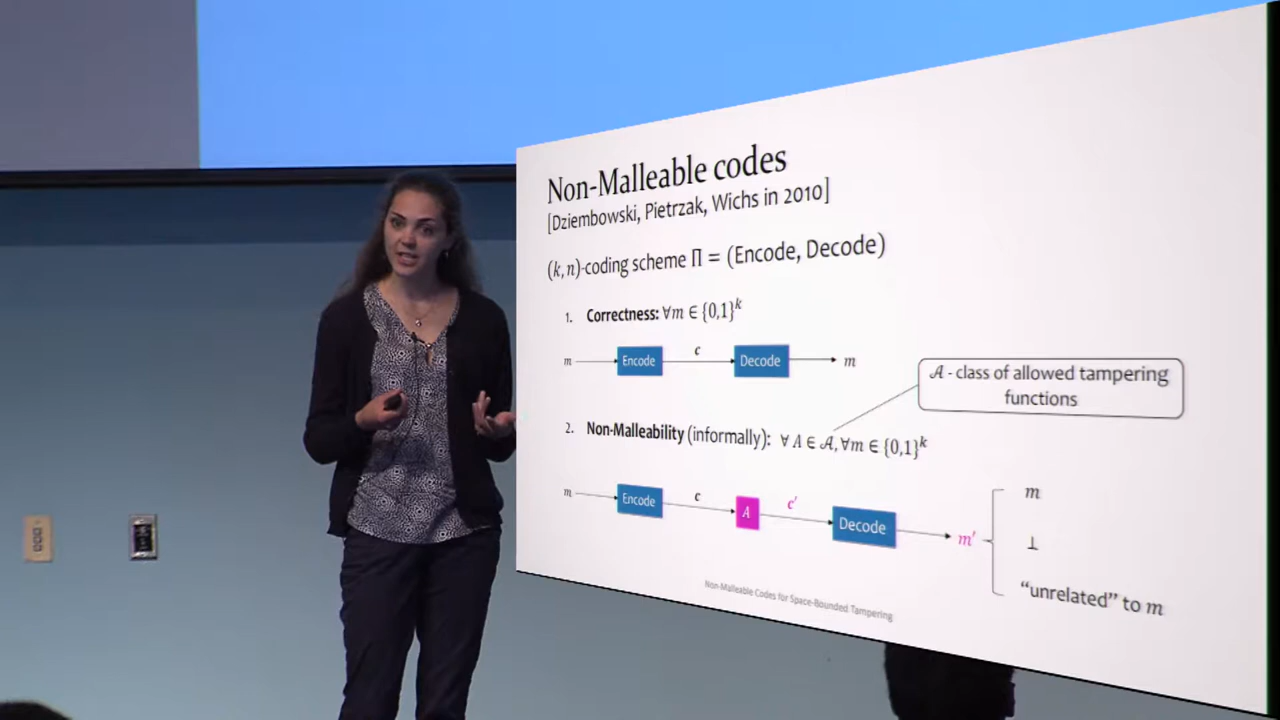 Non-Malleable codes
[Dziembowski, Pietrzak, Wichs in 2010]
(k, n)-coding scheme Π = (Encode, Decode)
1. Correctness: ∀m ∈ {0,1}^k
m Encode c Decode m
𝒜 - class of allowed tampering
functions
2. Non-Malleability (informally): ∀ A ∈ 𝒜, ∀m ∈ {0,1}^k
m Encode c A c′ Decode m′
m
⊥
“unrelated” to m
Non-Malleable Codes for Space-Bounded Tampering